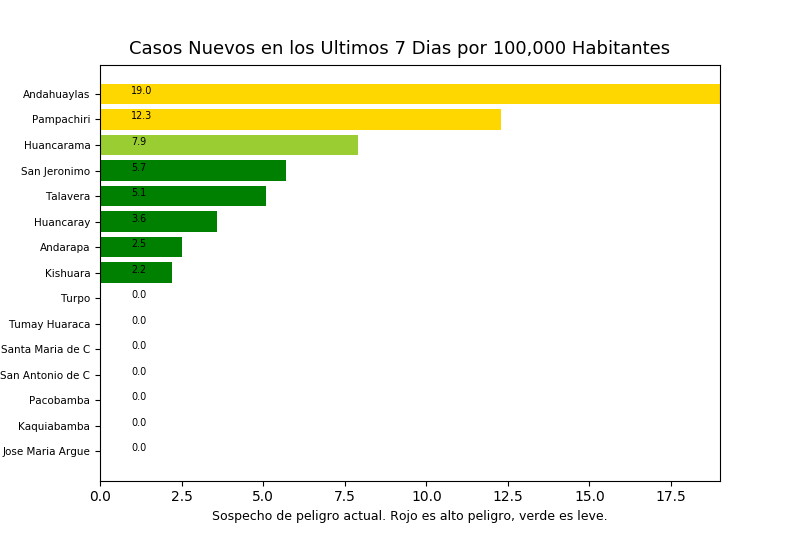 Casos Nuevos en los Ultimos 7 Dias por 100,000 Habitantes
Andahuaylas 19.0
Pampachiri 12.3
Huancarama 7.9
San Jeronimo 5.7
Talavera 5.1
Huancaray 3.6
Andarapa 2.5
Kishuara 2.2
Turpo 0.0
Tumay Huaraca 0.0
Santa Maria de C 0.0
San Antonio de C 0.0
Pacobamba 0.0
Kaquiabamba 0.0
Jose Maria Argue 0.0
0.0 2.5 5.0 7.5 10.0 12.5 15.0 17.5
Sospecho de peligro actual. Rojo es alto peligro, verde es leve.